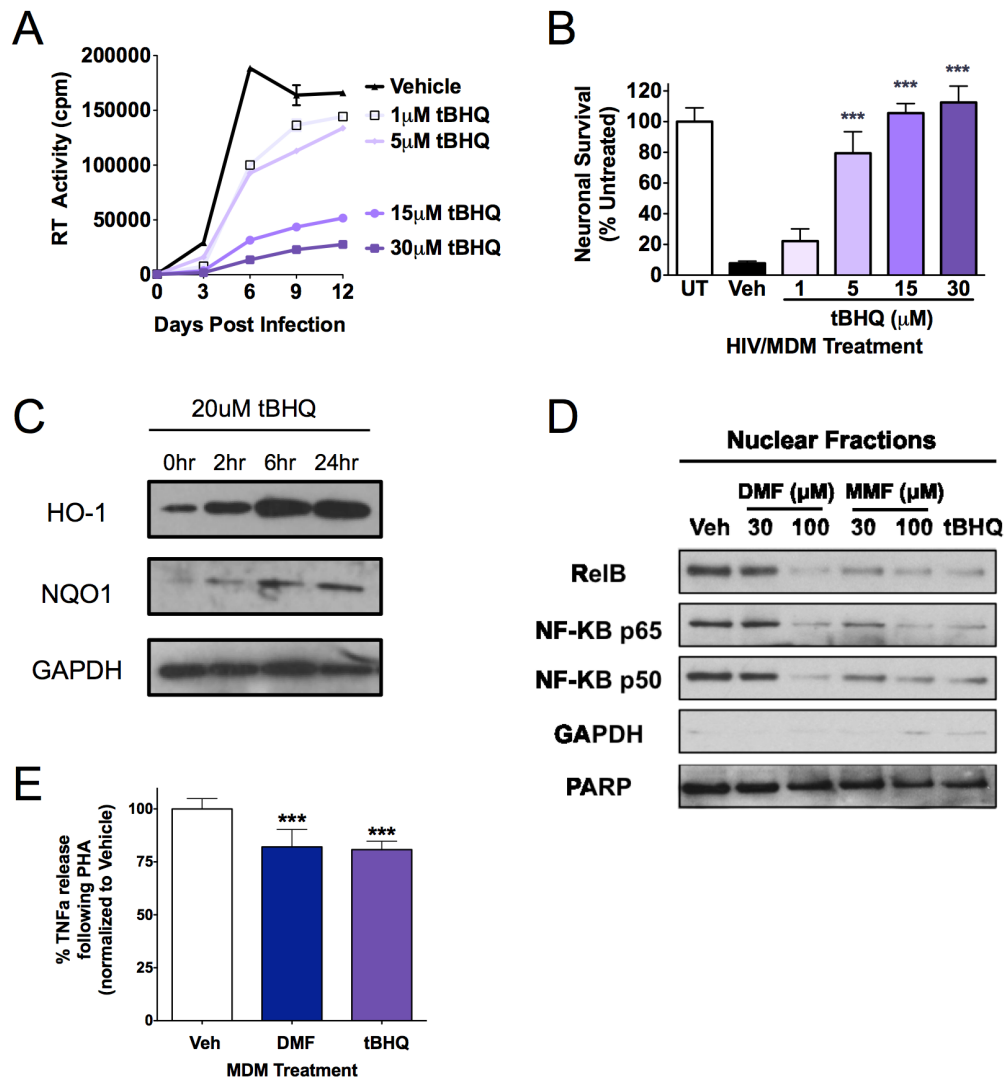 A
200000
150000
100000
50000
0
RT Activity (cpm)
Vehicle
1μM tBHQ
5μM tBHQ
15μM tBHQ
30μM tBHQ
0 3 6 9 12
Days Post Infection
B
Neuronal Survival
(% Untreated)
120
100
80
60
40
20
0
*** *** ***
UT Veh 1 5 15 30
tBHQ (μM)
HIV/MDM Treatment
C
20uM tBHQ
0hr 2hr 6hr 24hr
HO-1
NQO1
GAPDH
D
Nuclear Fractions
DMF (μM) MMF (μM)
Veh 30 100 30 100 tBHQ
RelB
NF-KB p65
NF-KB p50
GAPDH
PARP
E
% TNFa release
following PHA
(normalized to Vehicle)
100
75
50
25
0
*** ***
Veh DMF tBHQ
MDM Treatment